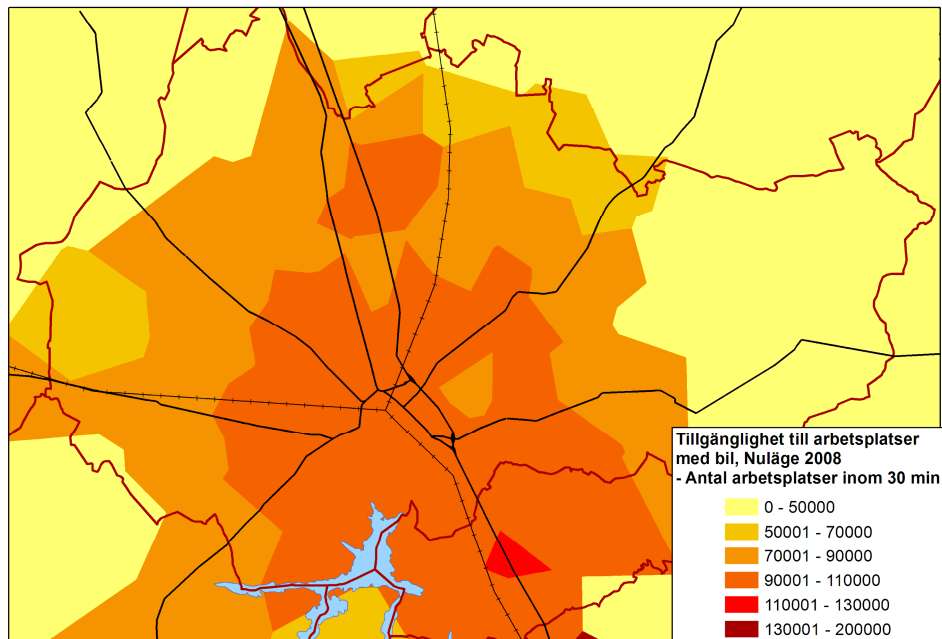 Tillgänglighet till arbetsplatser
med bil, Nuläge 2008
- Antal arbetsplatser inom 30 min
0 - 50000
50001 - 70000
70001 - 90000
90001 - 110000
110001 - 130000
130001 - 200000